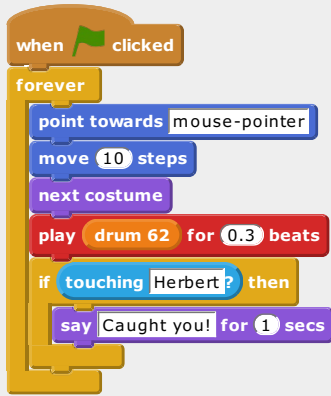 when clicked
forever
point towards mouse-pointer
move 10 steps
next costume
play drum 62 for 0.3 beats
if touching Herbert ? then
say Caught you! for 1 secs